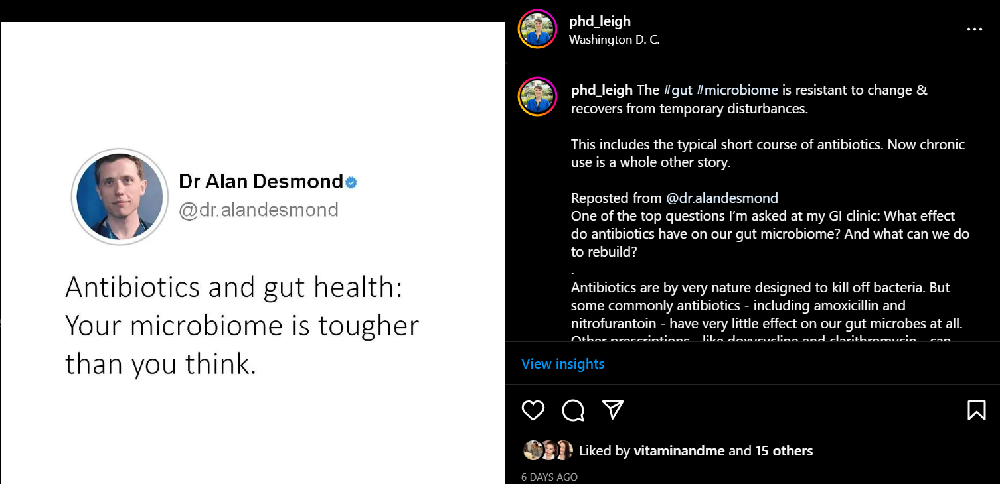 Dr Alan Desmond
@dr.alandesmond
Antibiotics and gut health:
Your microbiome is tougher
than you think.
phd_leigh
Washington D. C.
phd_leigh The #gut #microbiome is resistant to change &
recovers from temporary disturbances.
This includes the typical short course of antibiotics. Now chronic
use is a whole other story.
Reposted from @dr.alandesmond
One of the top questions I’m asked at my GI clinic: What effect
do antibiotics have on our gut microbiome? And what can we do
to rebuild?
.
Antibiotics are by very nature designed to kill off bacteria. But
some commonly antibiotics - including amoxicillin and
nitrofurantoin - have very little effect on our gut microbes at all.
Other prescriptions - like doxycycline and clarithromycin - can
View insights
Liked by vitaminandme and 15 others
6 DAYS AGO